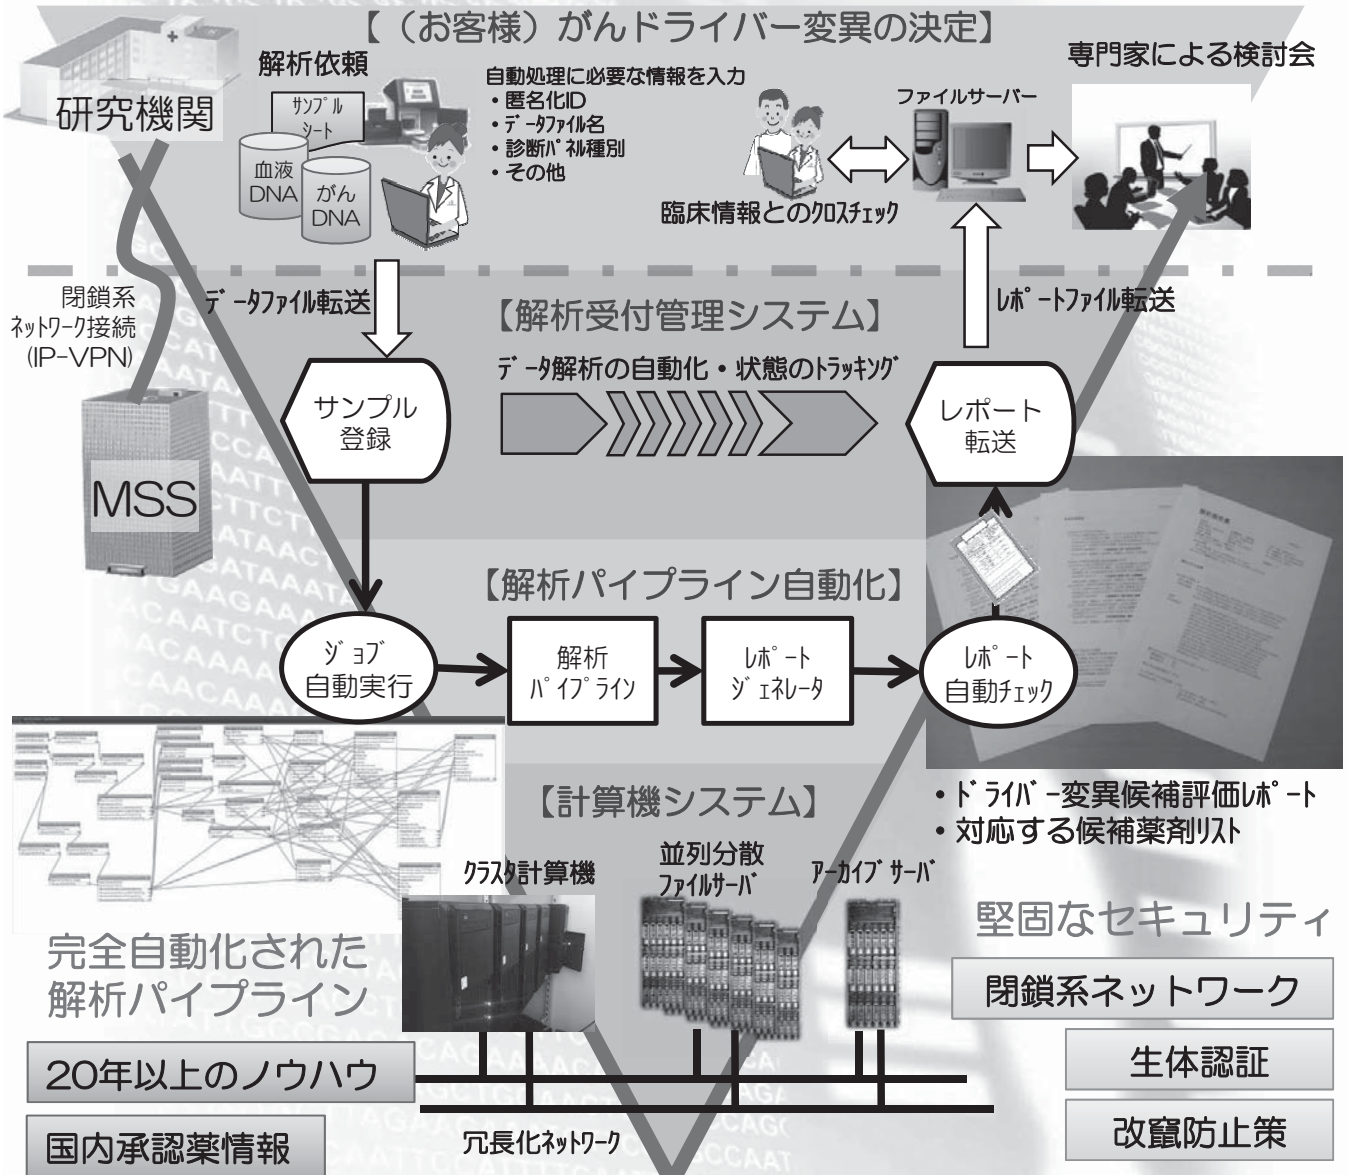 【（お客様）がんドライバー変異の決定】
研究機関
解析依頼
サンプル
シート
血液
DNA
がん
DNA
自動処理に必要な情報を入力
・匿名化ID
・データファイル名
・診断パネル種別
・その他
臨床情報とのクロスチェック
ファイルサーバー
専門家による検討会
閉鎖系
ネットワーク接続
(IP-VPN)
MSS
データファイル転送
【解析受付管理システム】
レポートファイル転送
データ解析の自動化・状態のトラッキング
サンプル
登録
レポート
転送
【解析パイプライン自動化】
ジョブ
自動実行
解析
パイプライン
レポート
ジェネレータ
レポート
自動チェック
・ドライバー変異候補評価レポート
・対応する候補薬剤リスト
【計算機システム】
クラスタ計算機
並列分散
ファイルサーバ
アーカイブサーバ
冗長化ネットワーク
完全自動化された
解析パイプライン
20年以上のノウハウ
国内承認薬情報
堅固なセキュリティ
閉鎖系ネットワーク
生体認証
改竄防止策